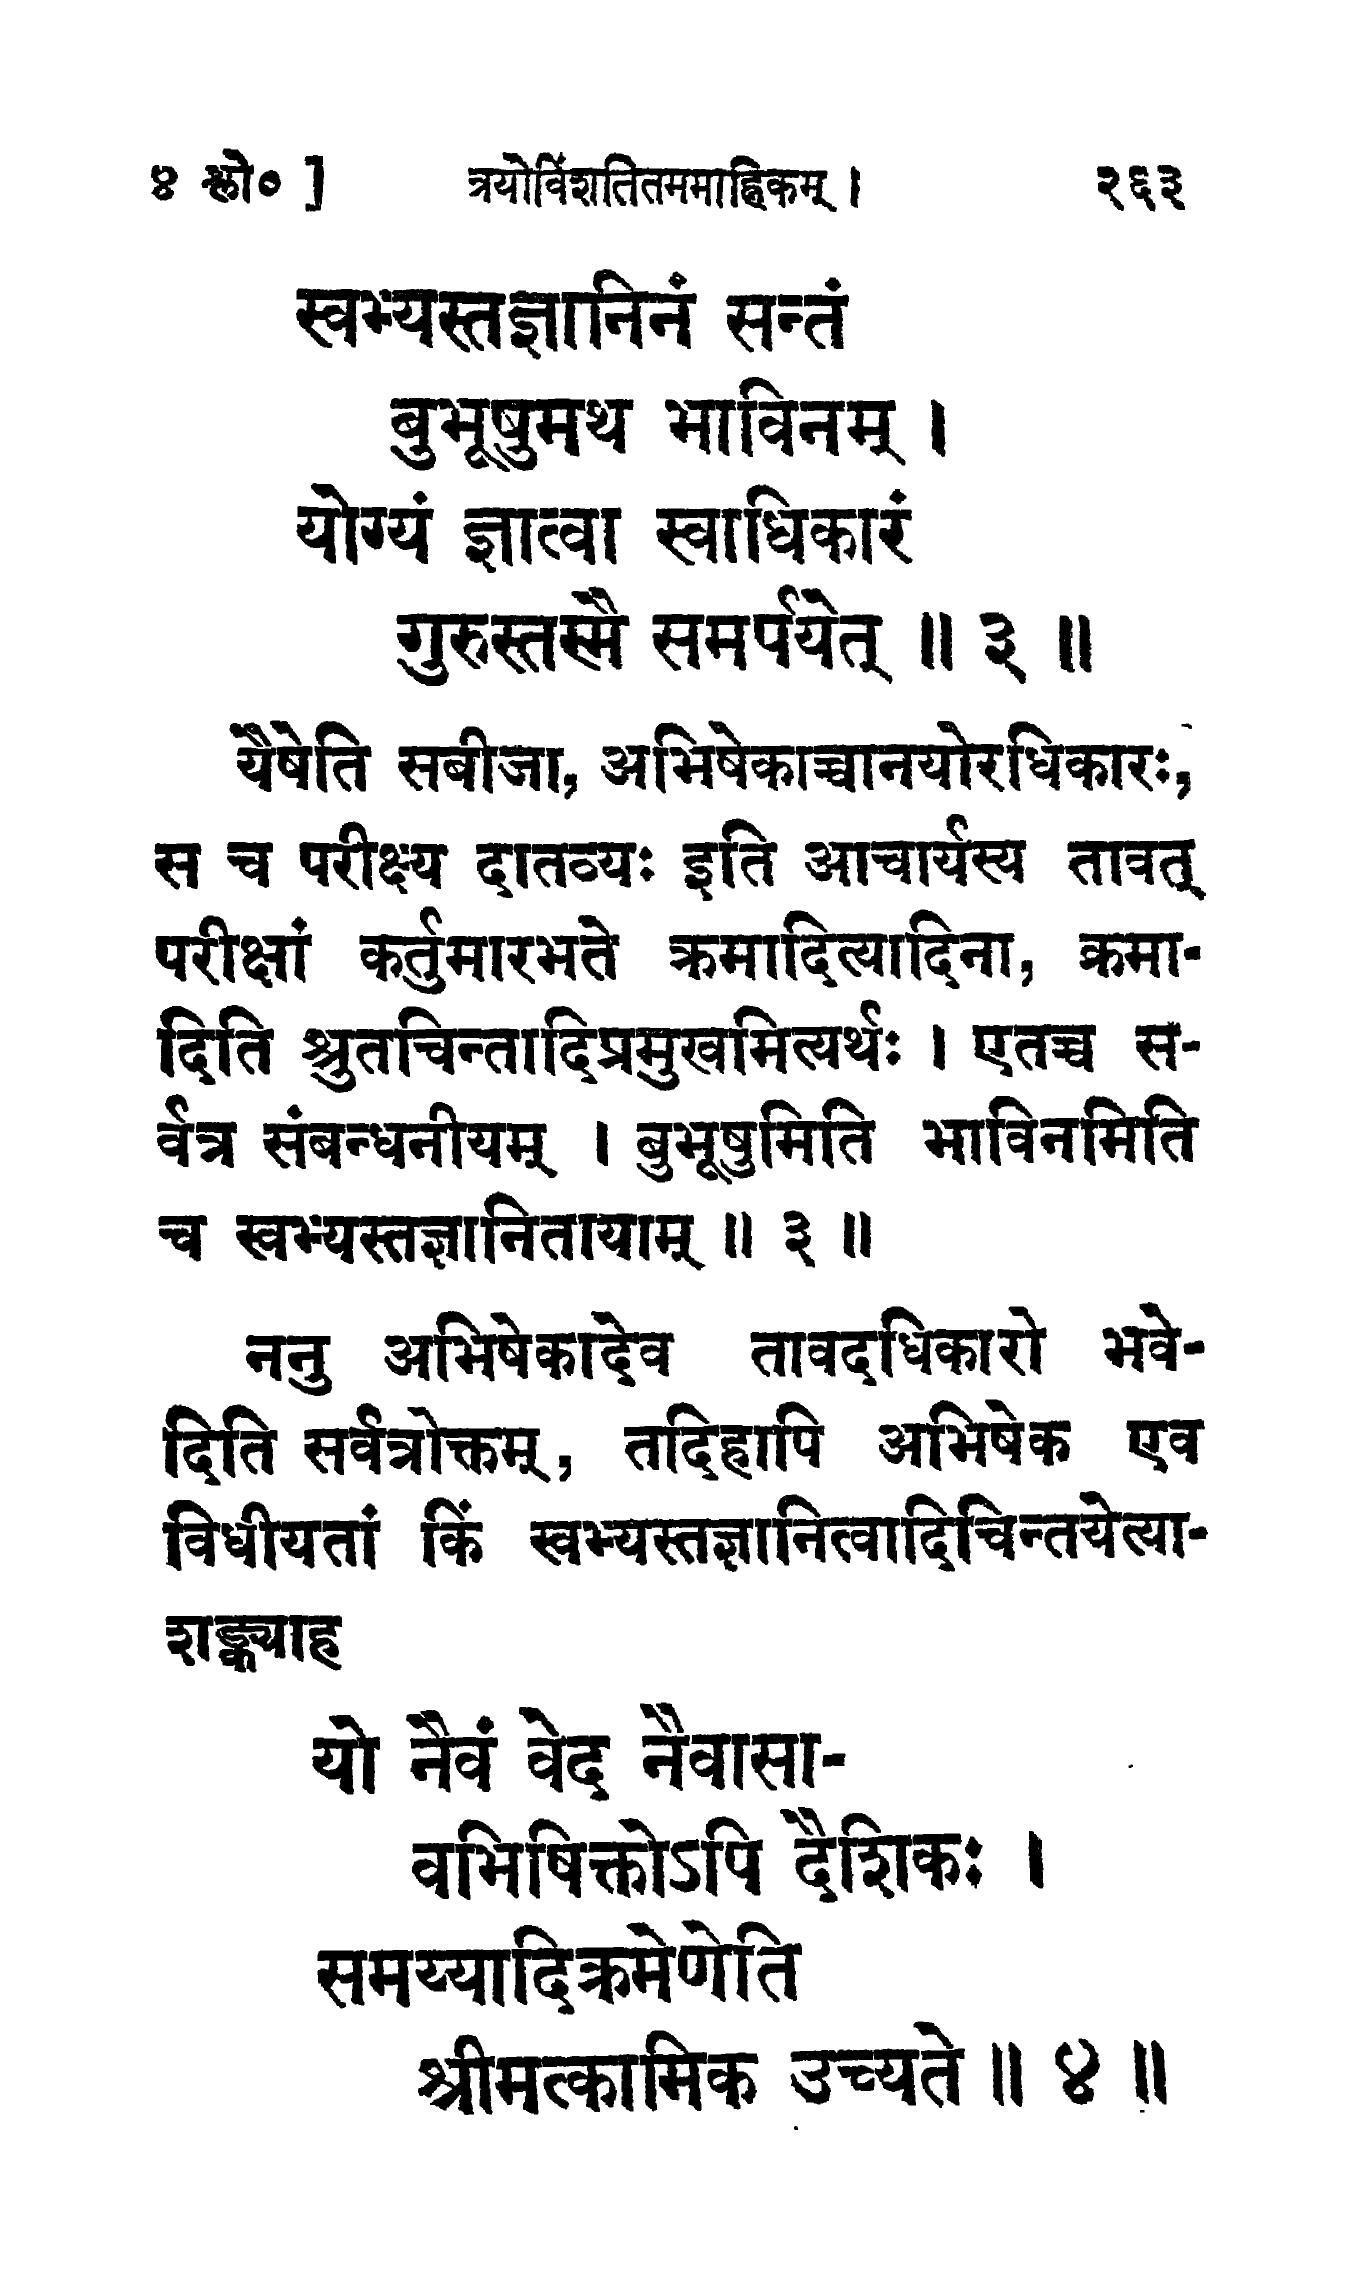 ४ श्लो० ] त्रयोर्विंशतितममाह्विकम् । २६३
स्वभ्यस्तज्ञानिनं सन्तं
बुभूषुमथ भाविनम् ।
योग्यं ज्ञात्वा स्वाधिकारं
गुरुस्तस्मै समर्पयेत् ॥ ३ ॥
यैषेति सबीजा, अभिषेकाच्चानयोरधिकारः,
स च परीक्ष्य दातव्यः इति आचार्यस्य तावत्
परीक्षां कर्तुमारभते क्रमादित्यादिना, क्रमा-
दिति श्रुतचिन्तादिप्रमुखमित्यर्थः । एतच्च स-
र्वत्र संबन्धनीयम् । बुभूषुमिति भाविनमिति
च स्वभ्यस्तज्ञानितायाम् ॥ ३ ॥
ननु अभिषेकादेव तावदधिकारो भवे-
दिति सर्वत्रोक्तम्, तदिहापि अभिषेक एव
विधीयतां किं स्वभ्यस्तज्ञानित्वादिचिन्तयेत्या-
शङ्क्याह
यो नैवं वेद नैवासा-
वभिषिक्तोऽपि दैशिकः ।
समय्यादिक्रमेणेति
श्रीमत्कामिक उच्यते ॥ ४ ॥